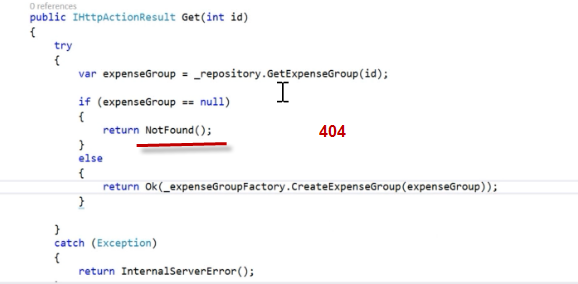 0 references
public IHttpActionResult Get(int id)
{
try
{
var expenseGroup = _repository.GetExpenseGroup(id);
if (expenseGroup == null)
{
return NotFound();
404
}
else
{
return Ok(_expenseGroupFactory.CreateExpenseGroup(expenseGroup));
}
}
catch (Exception)
{
return InternalServerError();